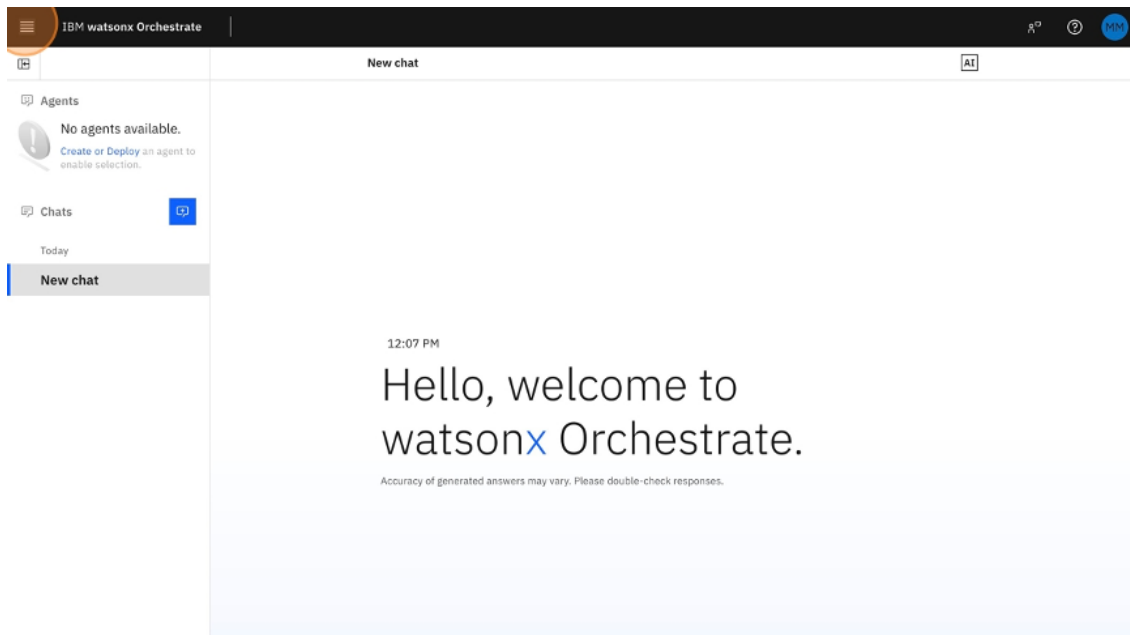 IBM watsonx Orchestrate
MM
New chat
AI
Agents
No agents available.
Create or Deploy an agent to
enable selection.
Chats
Today
New chat
12:07 PM
Hello, welcome to
watsonx Orchestrate.
Accuracy of generated answers may vary. Please double-check responses.